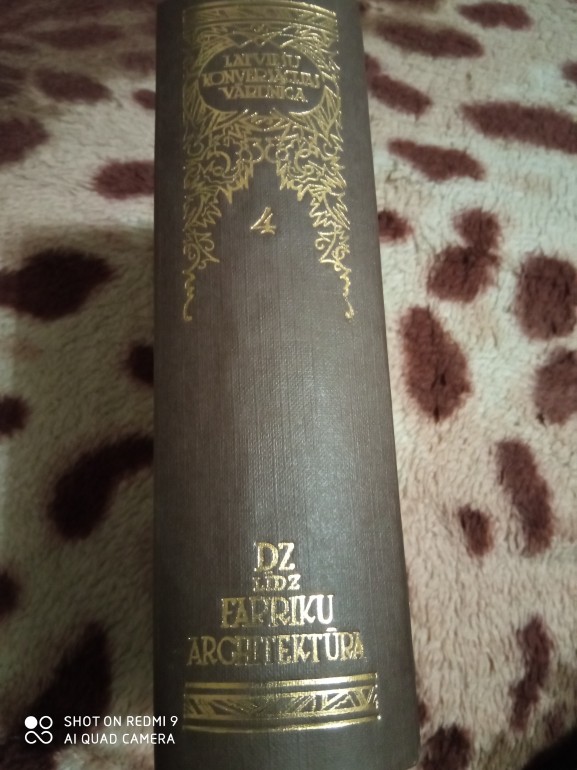 LATVIEŠU
KONVERSĀCIJAS
VĀRDNĪCA
4
DZ
LĪDZ
FABRIKU
ARCHITEKTŪRA
SHOT ON REDMI 9
AI QUAD CAMERA